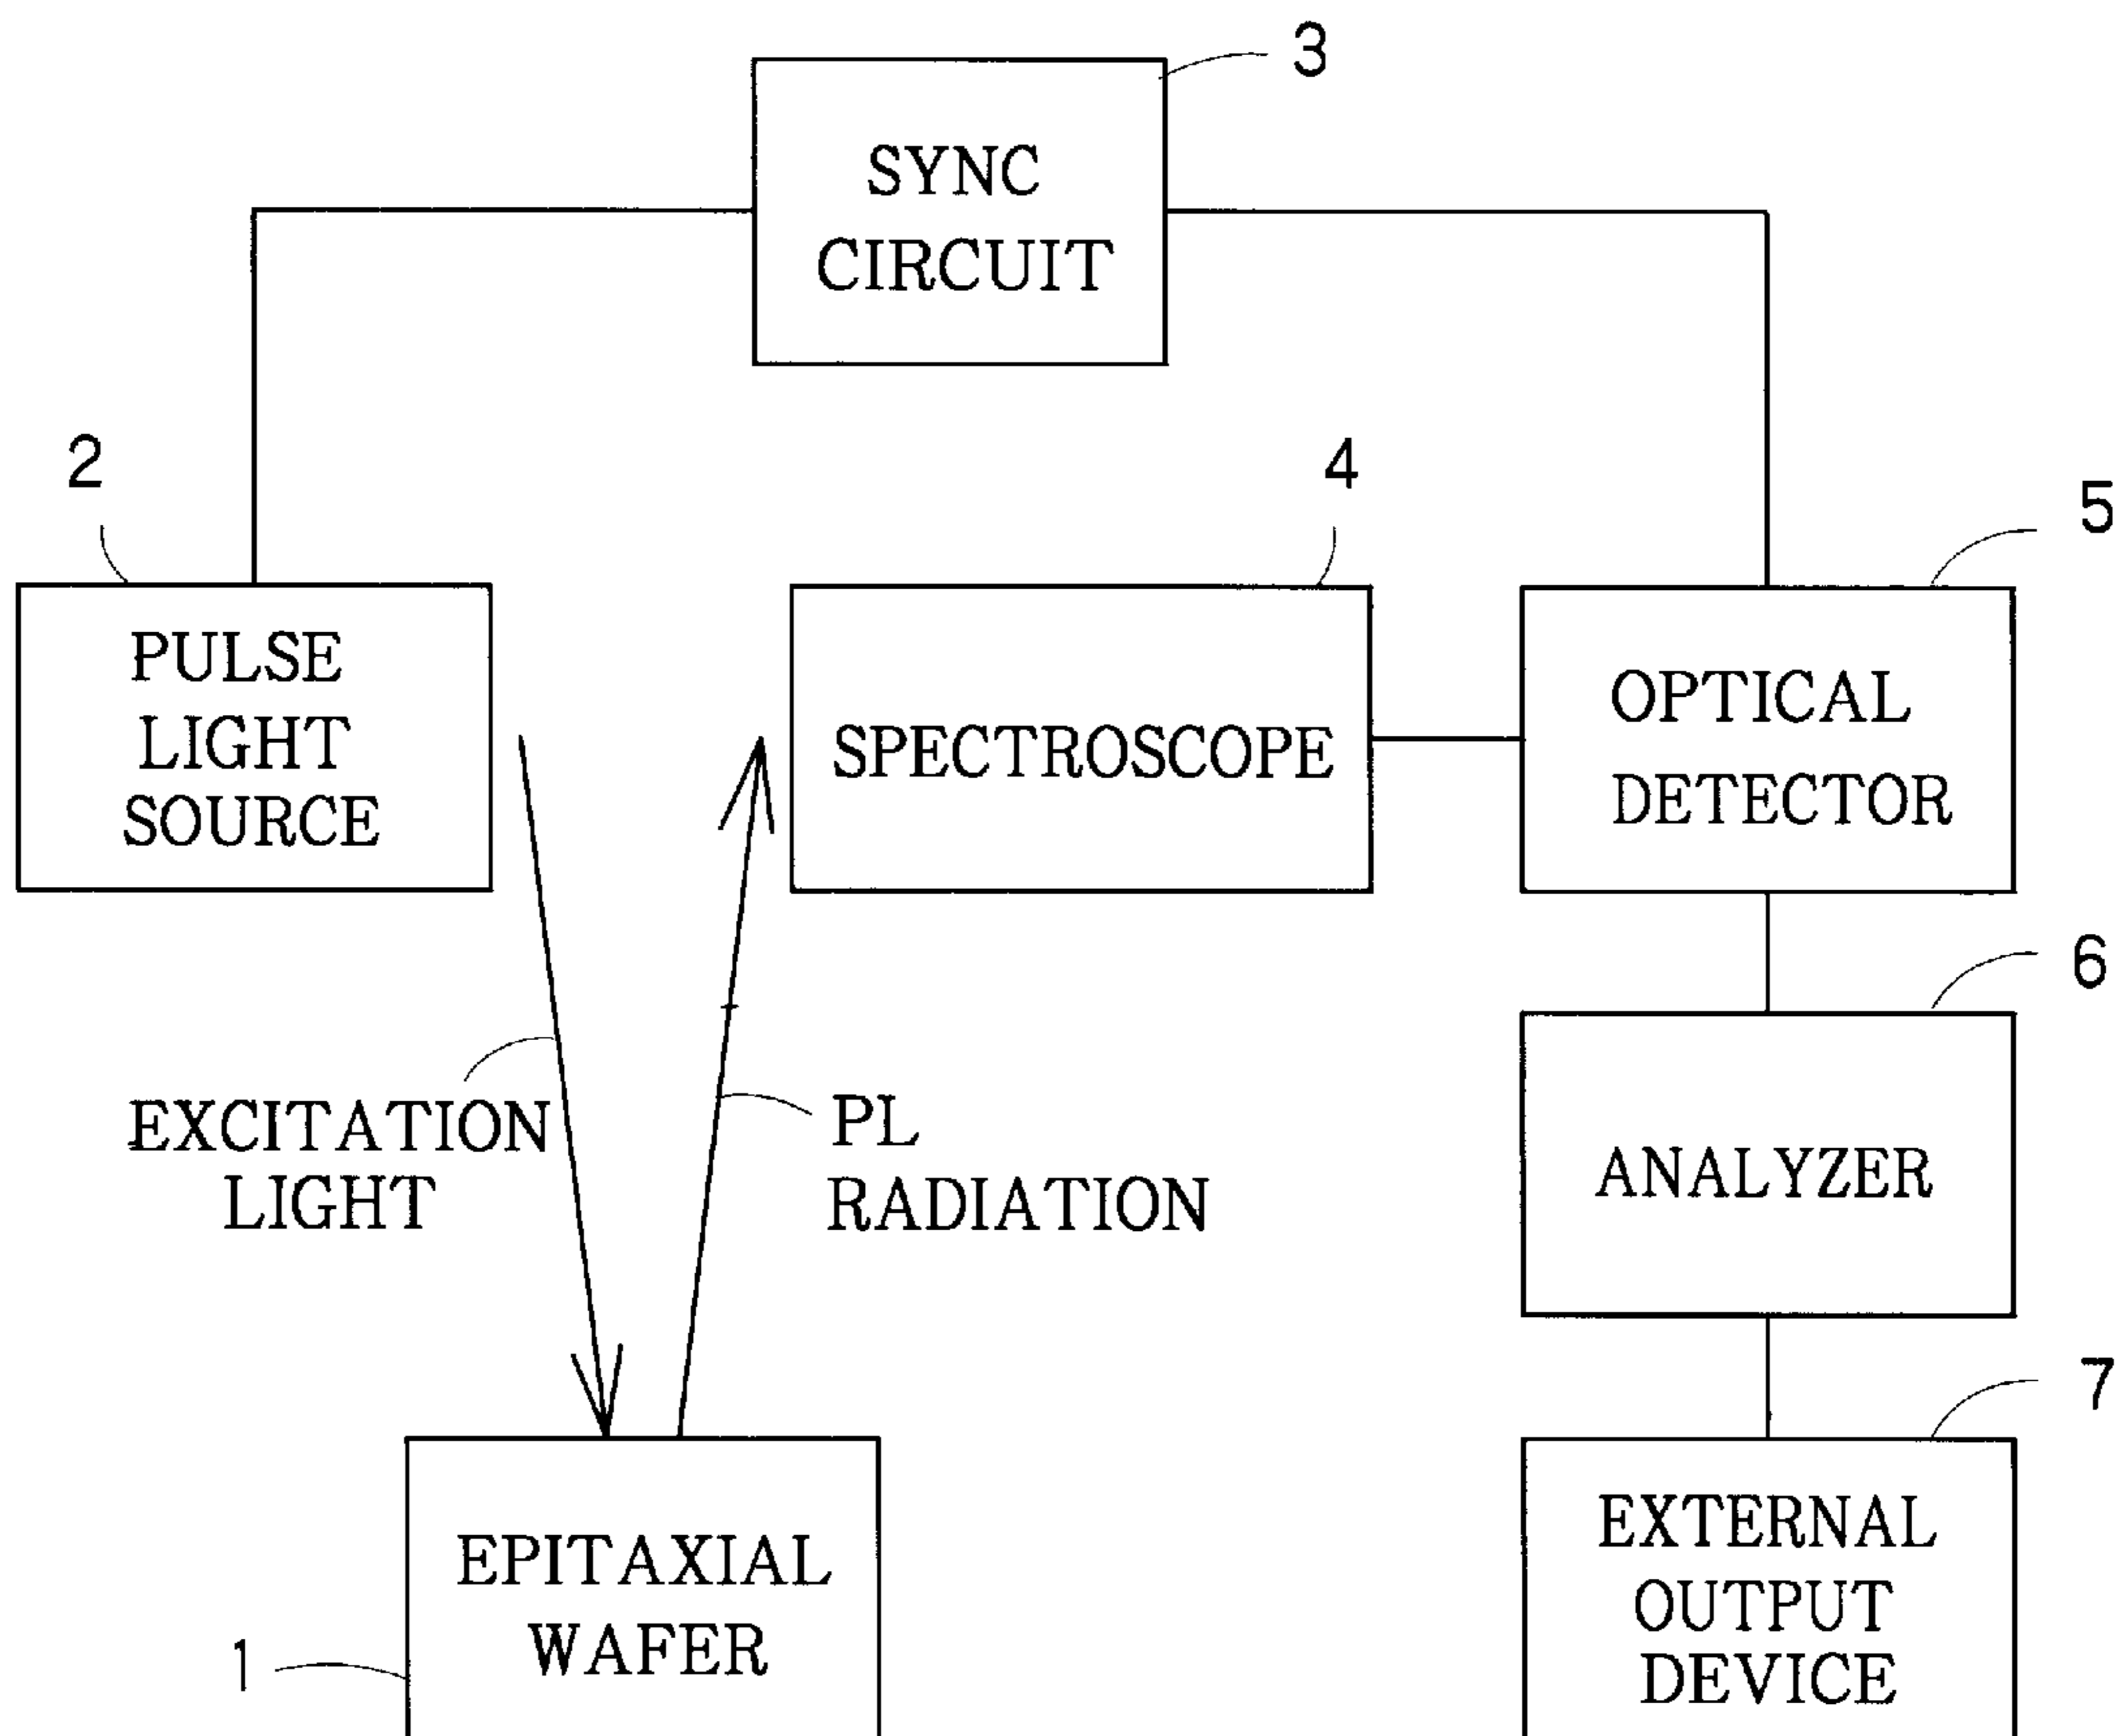 3
SYNC
CIRCUIT
2
4
5
PULSE
LIGHT
SOURCE
SPECTROSCOPE
OPTICAL
DETECTOR
6
EXCITATION
LIGHT
PL
RADIATION
ANALYZER
7
EPITAXIAL
WAFER
1
EXTERNAL
OUTPUT
DEVICE